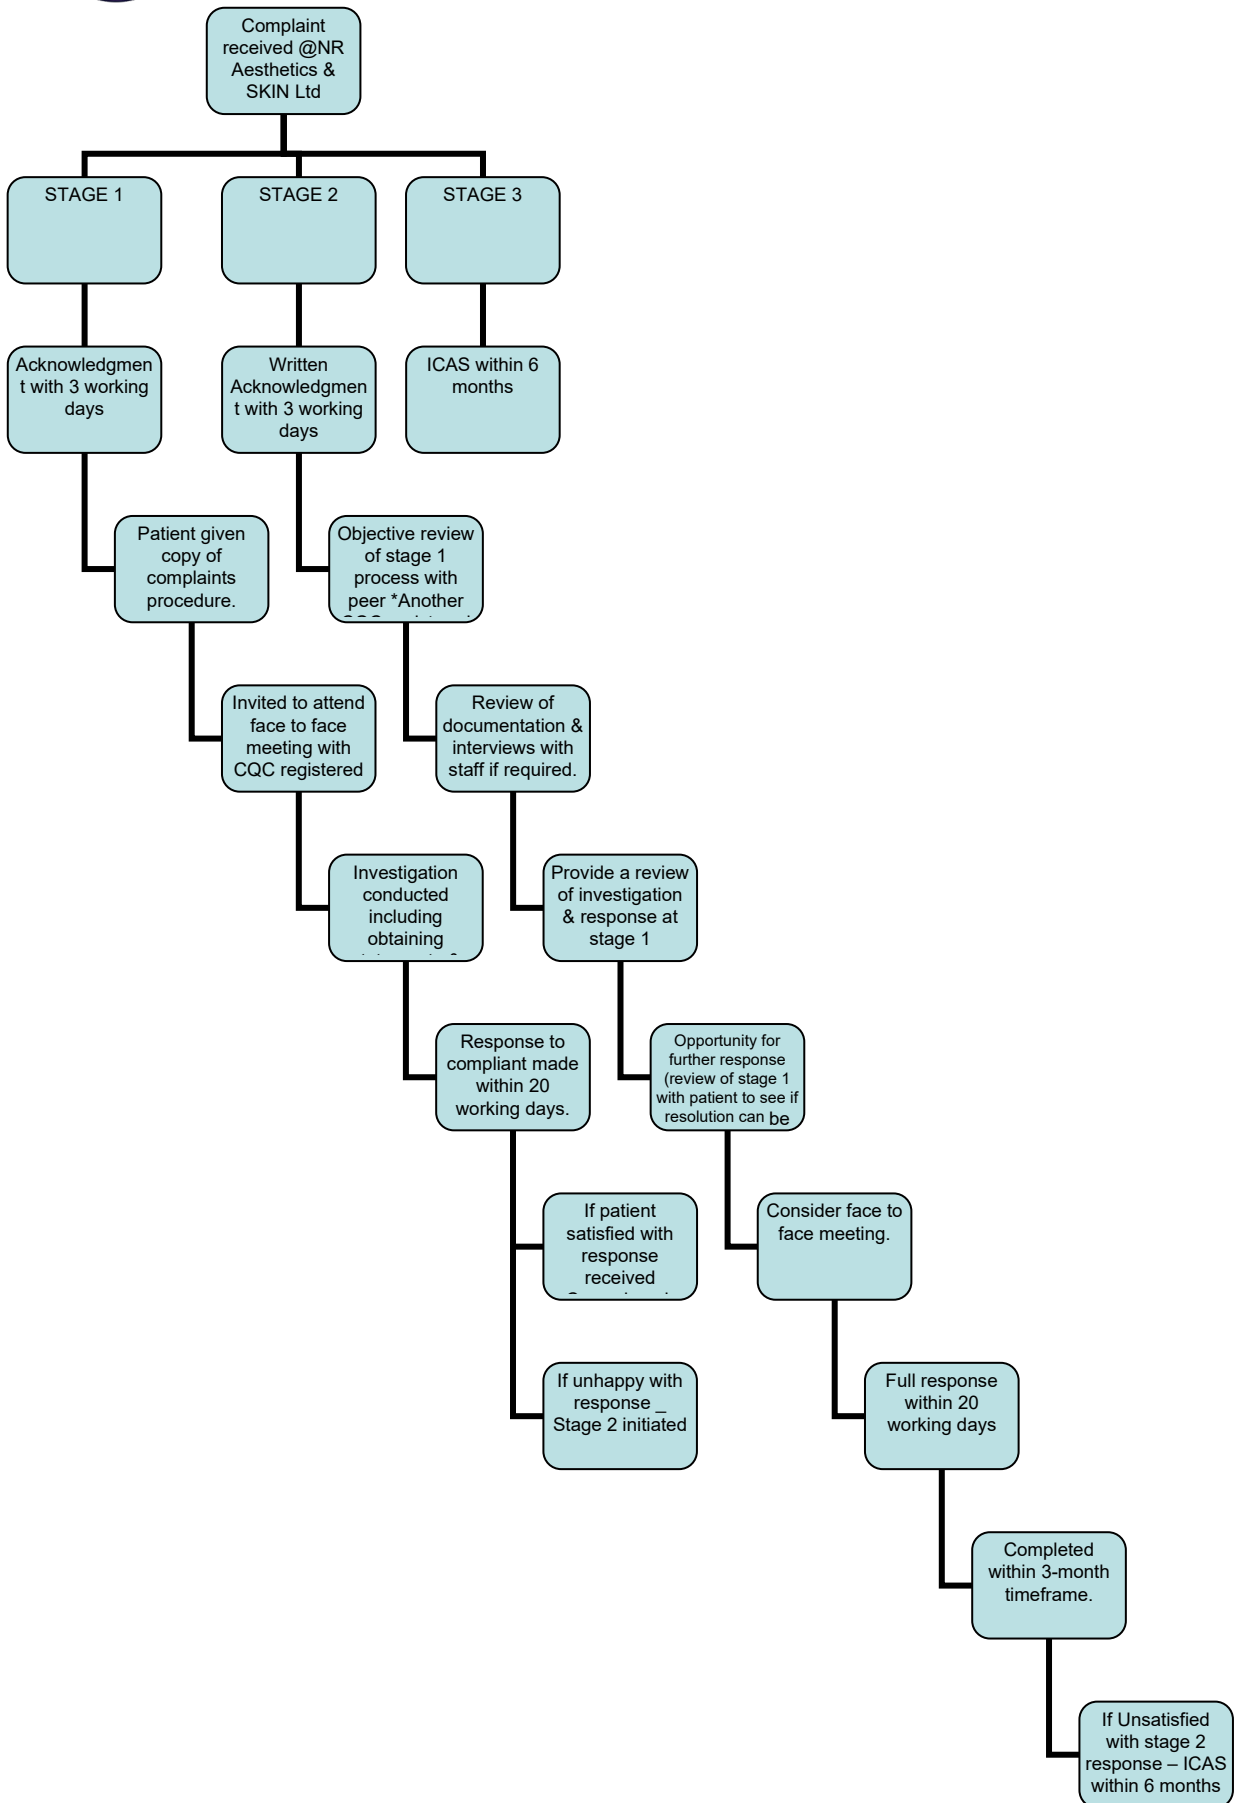 Complaint
received @NR
Aesthetics &
SKIN Ltd
STAGE 1
STAGE 2
STAGE 3
Acknowledgmen
t with 3 working
days
Written
Acknowledgmen
t with 3 working
days
ICAS within 6
months
Patient given
copy of
complaints
procedure.
Objective review
of stage 1
process with
peer *Another
Invited to attend
face to face
meeting with
CQC registered
Review of
documentation &
interviews with
staff if required.
Investigation
conducted
including
obtaining
Provide a review
of investigation
& response at
stage 1
Response to
compliant made
within 20
working days.
Opportunity for
further response
(review of stage 1
with patient to see if
resolution can be
If patient
satisfied with
response
received
Consider face to
face meeting.
If unhappy with
response _
Stage 2 initiated
Full response
within 20
working days
Completed
within 3-month
timeframe.
If Unsatisfied
with stage 2
response – ICAS
within 6 months